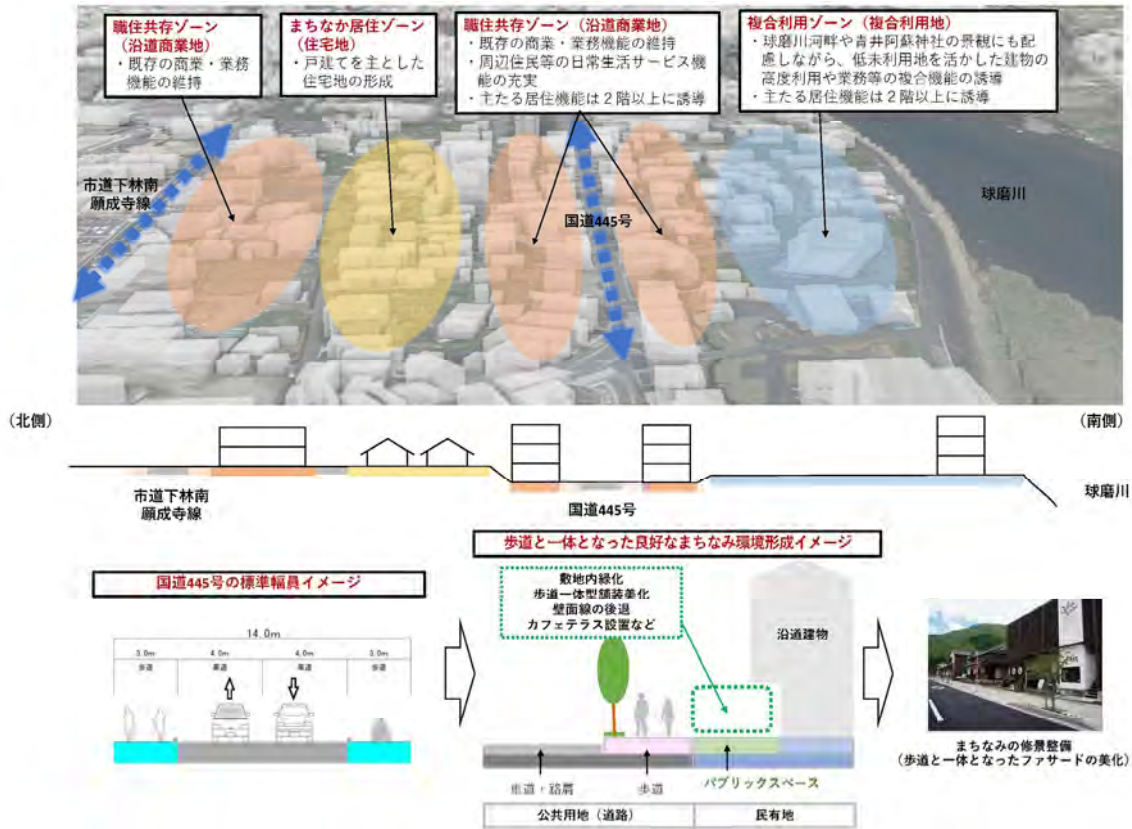 職住共存ゾーン
（沿道商業地）
・既存の商業・業務
機能の維持
まちなか居住ゾーン
（住宅地）
・戸建てを主とした
住宅地の形成
職住共存ゾーン（沿道商業地）
・既存の商業・業務機能の維持
・周辺住民等の日常生活サービス機
能の充実
・主たる居住機能は２階以上に誘導
複合利用ゾーン（複合利用地）
・球磨川河畔や青井阿蘇神社の景観にも配
慮しながら、低未利用地を活かした建物の
高度利用や業務等の複合機能の誘導
・主たる居住機能は２階以上に誘導
市道下林南
願成寺線
国道445号
球磨川
（北側）
（南側）
市道下林南
願成寺線
国道445号
球磨川
国道445号の標準幅員イメージ
14.0m
3.0m
4.0m
4.0m
3.0m
歩道
車道
車道
歩道
歩道と一体となった良好なまちなみ環境形成イメージ
敷地内緑化
歩道一体型舗装美化
壁面線の後退
カフェテラス設置など
沿道建物
車道・路肩
歩道
パブリックスペース
公共用地（道路）
民有地
まちなみの修景整備
（歩道と一体となったファサードの美化）